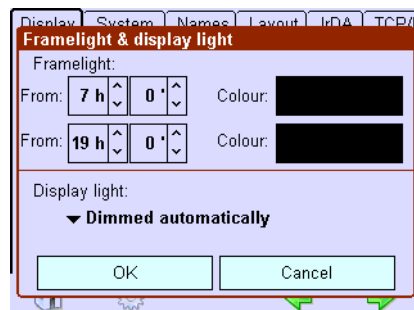 Display System Names Layout IrDA TCP/
Framelight & display light
Framelight:
From: 7 h 0 ' Colour:
From: 19 h 0 ' Colour:
Display light:
Dimmed automatically
OK Cancel